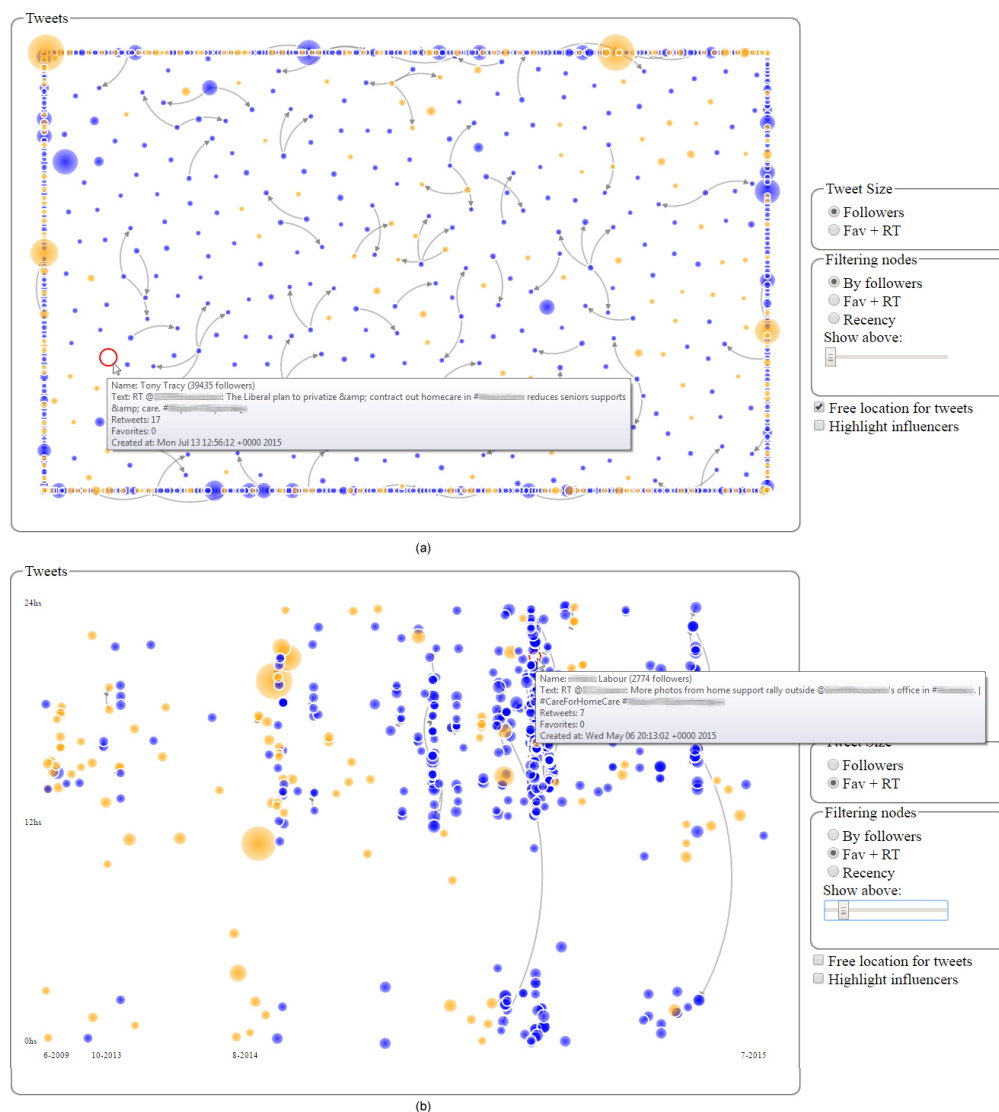 Tweets
Tweet Size
Followers
Fav + RT
Filtering nodes
By followers
Fav + RT
Recency
Show above:
Free location for tweets
Highlight influencers
Name: Tony Tracy (39435 followers)
Text: RT @ : The Liberal plan to privatize &amp; contract out homecare in # reduces seniors supports
&amp; care. #
Retweets: 17
Favorites: 0
Created at: Mon Jul 13 12:56:12 +0000 2015
(a)
Tweets
24hs
Name: Labour (2774 followers)
Text: RT @ : More photos from home support rally outside @ 's office in # . |
#CareForHomeCare #
Retweets: 7
Favorites: 0
Created at: Wed May 06 20:13:02 +0000 2015
Tweet Size
Followers
Fav + RT
12hs
Filtering nodes
By followers
Fav + RT
Recency
Show above:
Free location for tweets
Highlight influencers
0hs
6-2009 10-2013 8-2014 7-2015
(b)